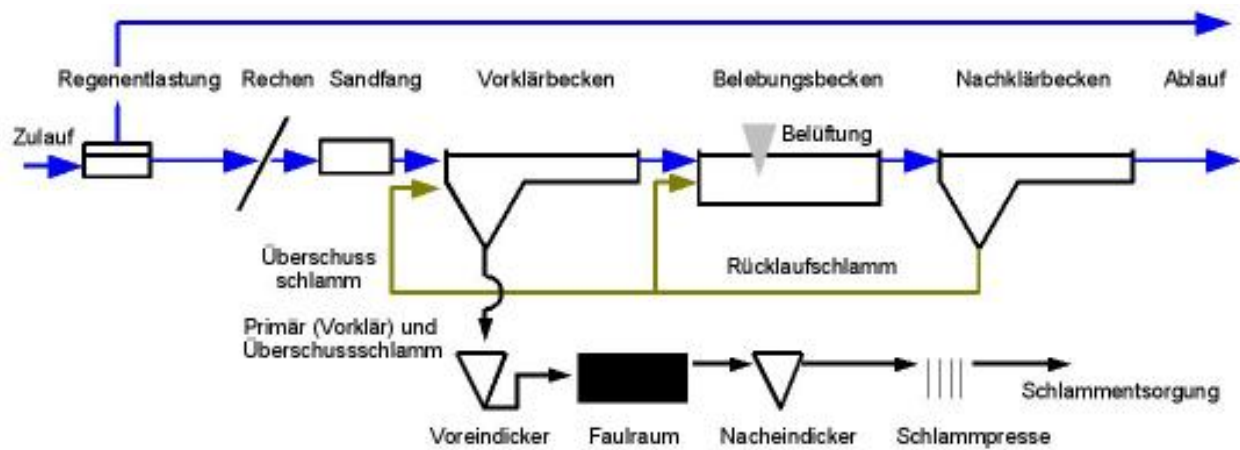 Regenentlastung Rechen Sandfang Vorklärbecken Belebungsbecken Nachklärbecken Ablauf
Zulauf
Belüftung
Überschuss
schlamm
Rücklaufschlamm
Primär (Vorklär) und
Überschussschlamm
Schlammentsorgung
Voreindicker Faulraum Nacheindicker Schlammpresse